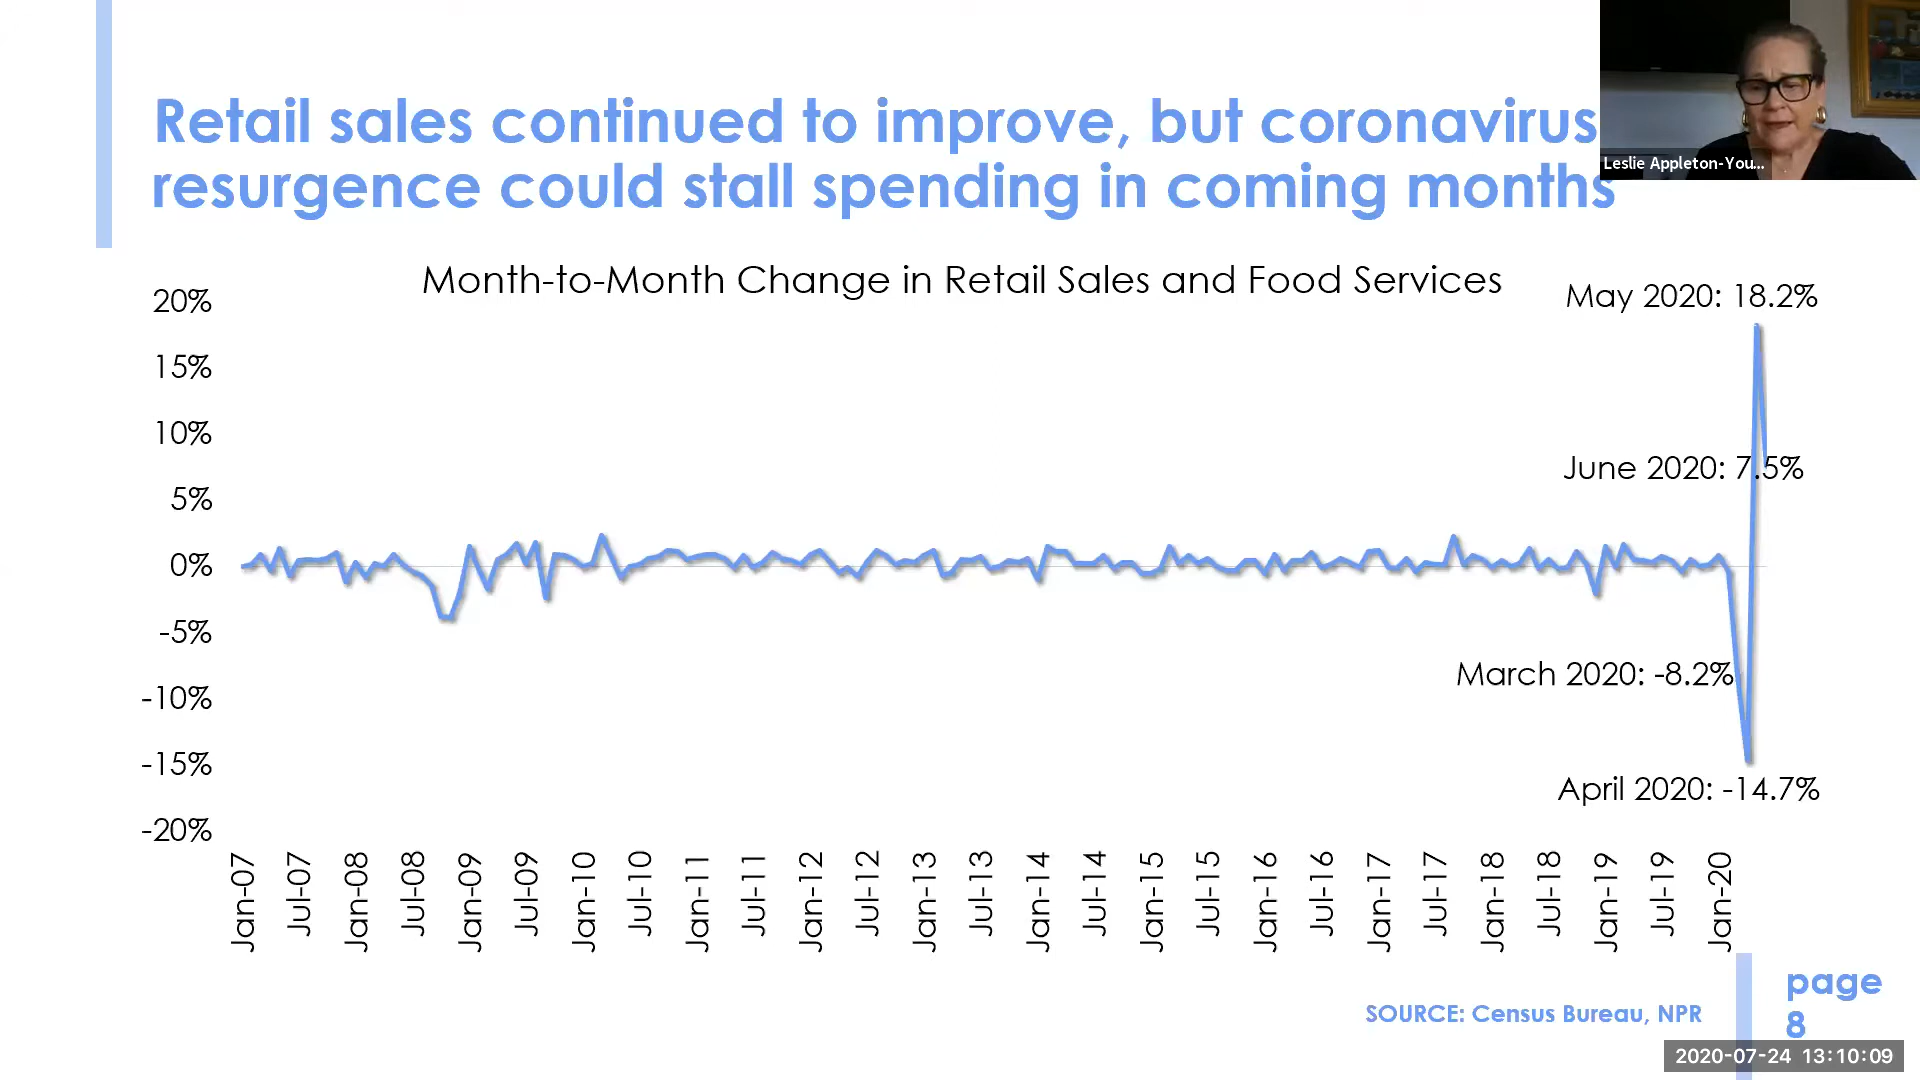 Retail sales continued to improve, but coronavirus
resurgence could stall spending in coming months
Leslie Appleton-You...
Month-to-Month Change in Retail Sales and Food Services
May 2020: 18.2%
June 2020: 7.5%
March 2020: -8.2%
April 2020: -14.7%
20%
15%
10%
5%
0%
-5%
-10%
-15%
-20%
Jan-07
Jul-07
Jan-08
Jul-08
Jan-09
Jul-09
Jan-10
Jul-10
Jan-11
Jul-11
Jan-12
Jul-12
Jan-13
Jul-13
Jan-14
Jul-14
Jan-15
Jul-15
Jan-16
Jul-16
Jan-17
Jul-17
Jan-18
Jul-18
Jan-19
Jul-19
Jan-20
SOURCE: Census Bureau, NPR
page
8
2020-07-24 13:10:09